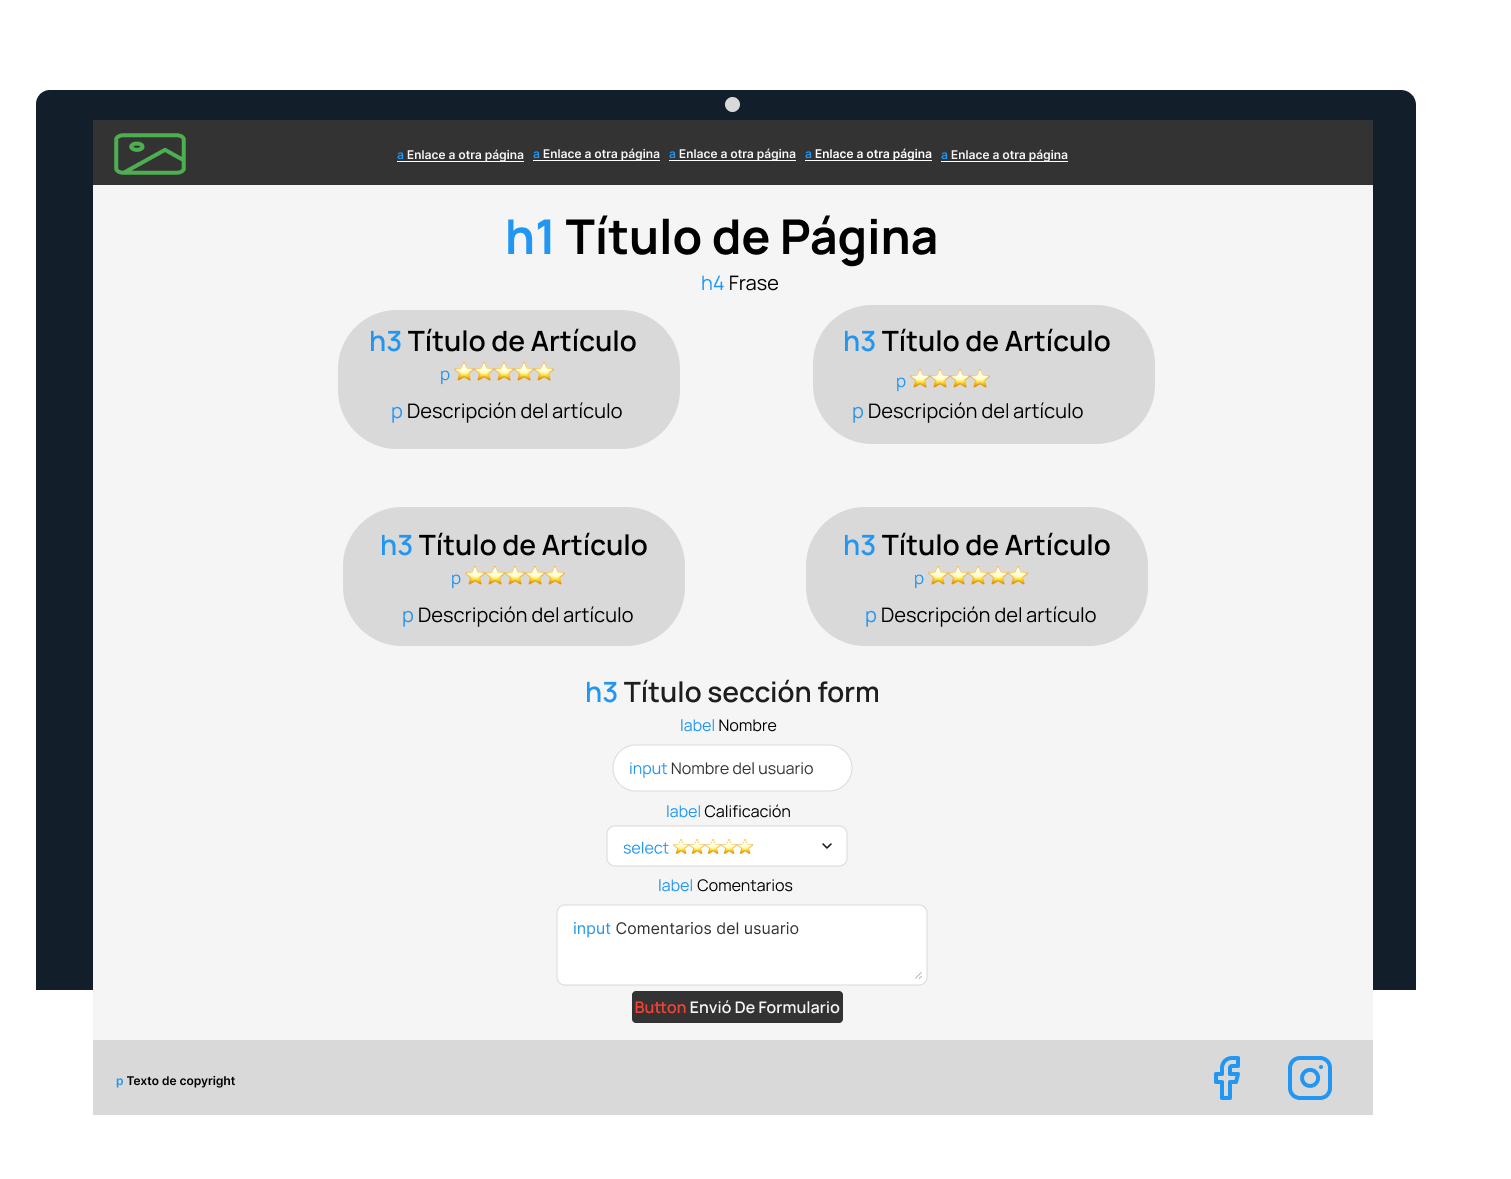 a Enlace a otra página a Enlace a otra página a Enlace a otra página a Enlace a otra página a Enlace a otra página
h1 Título de Página
h4 Frase
h3 Título de Artículo
p ⭐⭐⭐⭐⭐
p Descripción del artículo
h3 Título de Artículo
p ⭐⭐⭐⭐
p Descripción del artículo
h3 Título de Artículo
p ⭐⭐⭐⭐⭐
p Descripción del artículo
h3 Título de Artículo
p ⭐⭐⭐⭐⭐
p Descripción del artículo
h3 Título sección form
label Nombre
input Nombre del usuario
label Calificación
select ⭐⭐⭐⭐⭐
label Comentarios
input Comentarios del usuario
Button Envió De Formulario
p Texto de copyright